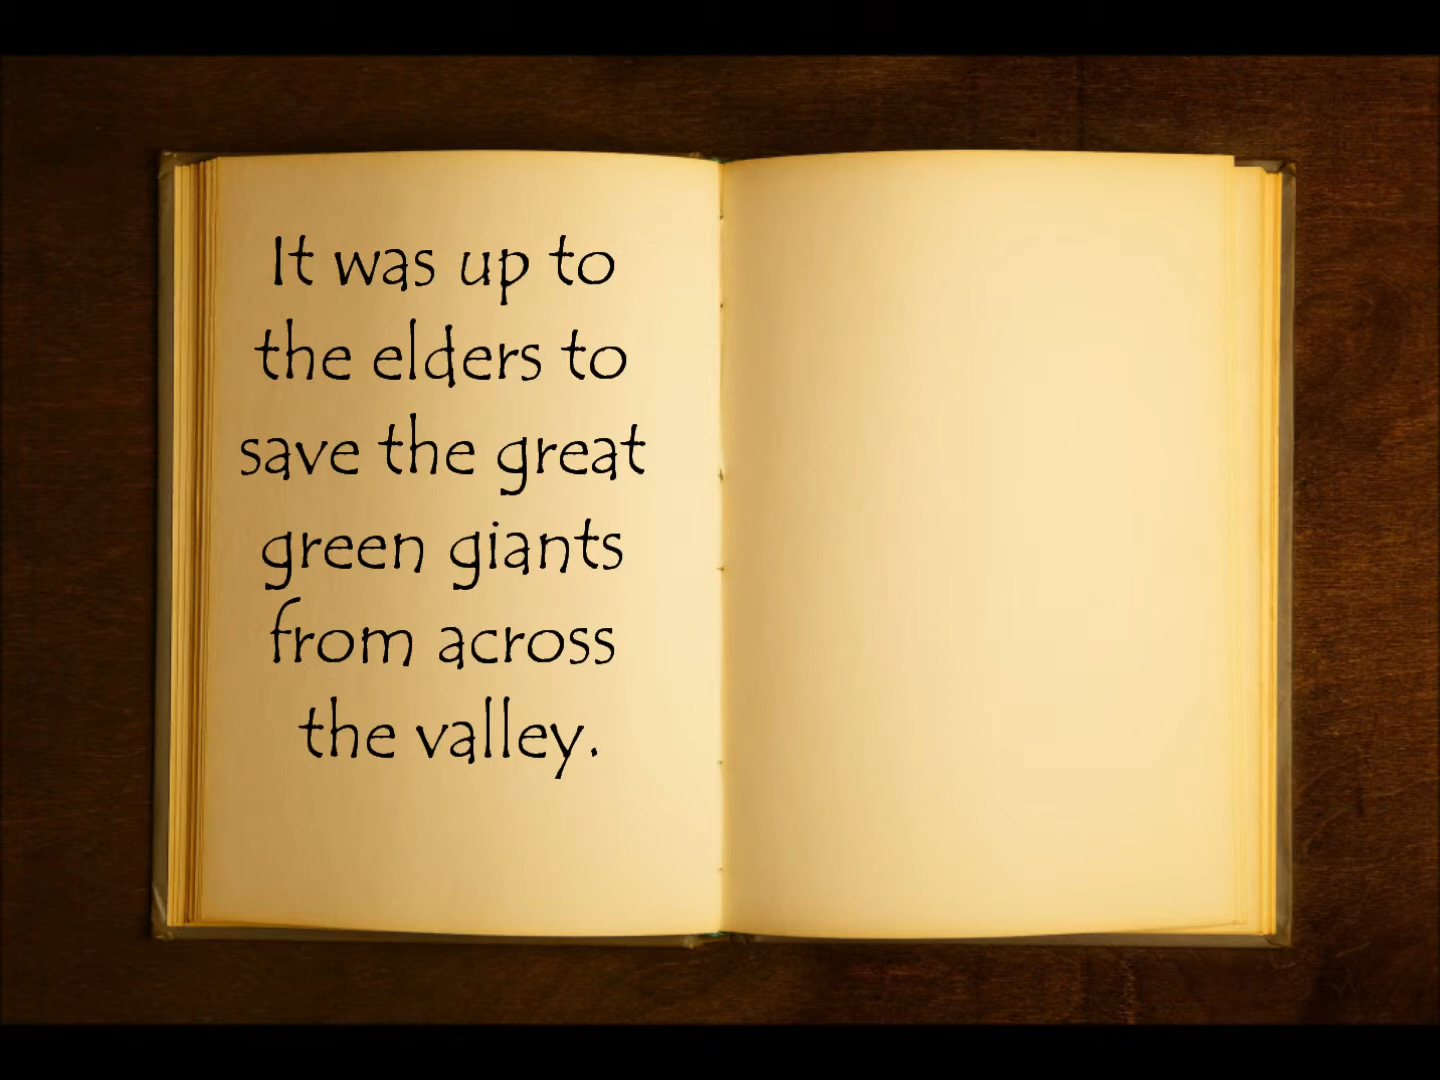 It was up to
the elders to
save the great
green giants
from across
the valley.